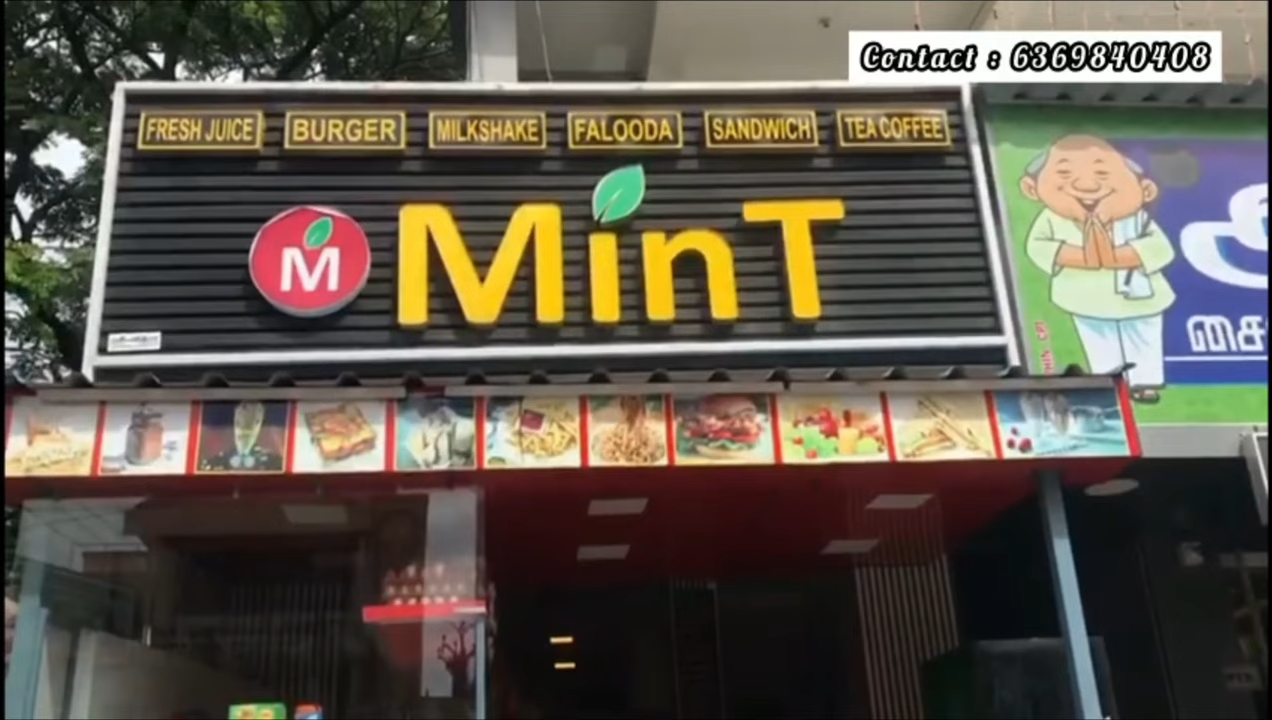 Contact : 6369840408
FRESH JUICE
BURGER
MILKSHAKE
FALOODA
SANDWICH
TEA COFFEE
M
MinT